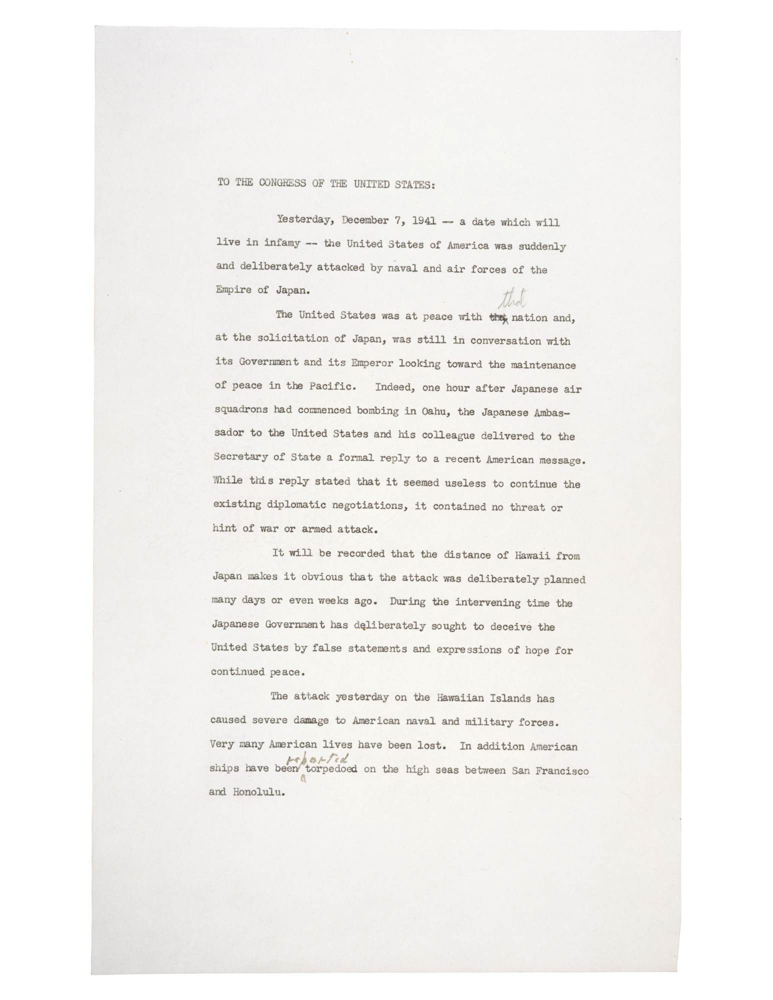 TO THE CONGRESS OF THE UNITED STATES:
Yesterday, December 7, 1941 -- a date which will
live in infamy -- the United States of America was suddenly
and deliberately attacked by naval and air forces of the
Empire of Japan.
that
The United States was at peace with that nation and,
at the solicitation of Japan, was still in conversation with
its Government and its Emperor looking toward the maintenance
of peace in the Pacific. Indeed, one hour after Japanese air
squadrons had commenced bombing in Oahu, the Japanese Ambas-
sador to the United States and his colleague delivered to the
Secretary of State a formal reply to a recent American message.
While this reply stated that it seemed useless to continue the
existing diplomatic negotiations, it contained no threat or
hint of war or armed attack.
It will be recorded that the distance of Hawaii from
Japan makes it obvious that the attack was deliberately planned
many days or even weeks ago. During the intervening time the
Japanese Government has deliberately sought to deceive the
United States by false statements and expressions of hope for
continued peace.
The attack yesterday on the Hawaiian Islands has
caused severe damage to American naval and military forces.
Very many American lives have been lost. In addition American
reported
ships have been torpedoed on the high seas between San Francisco
and Honolulu.